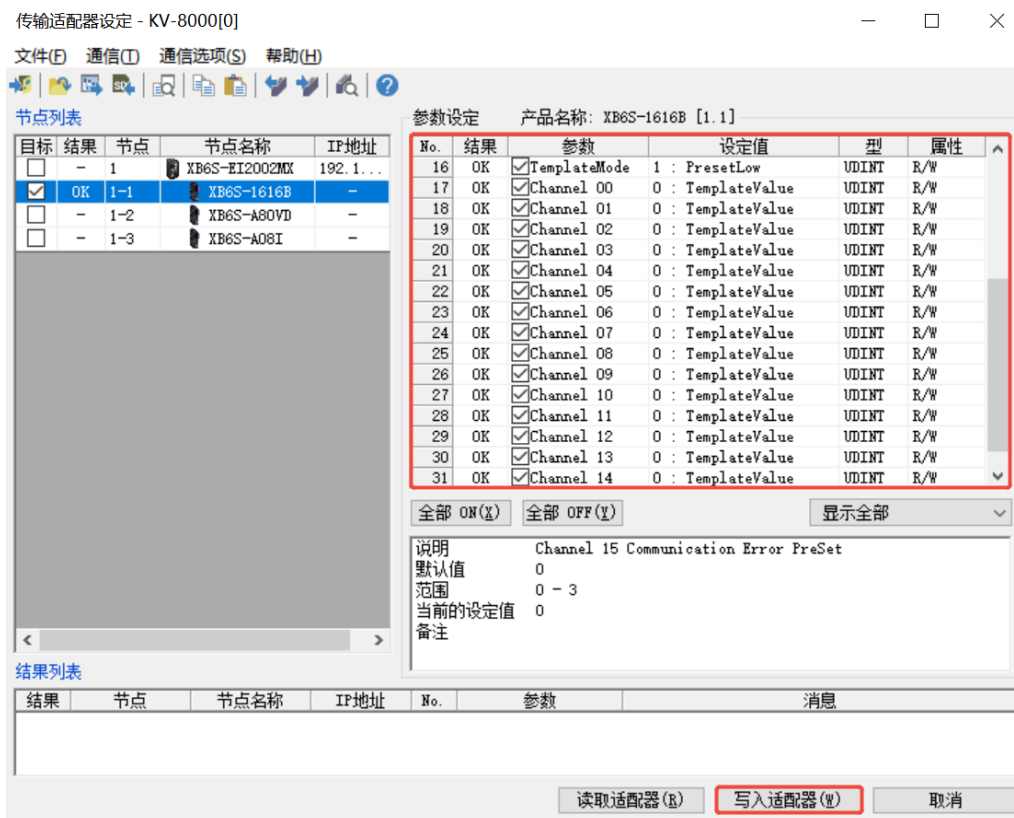 传输适配器设定 - KV-8000[0]
文件(F) 通信(T) 通信选项(S) 帮助(H)
节点列表
目标 结果 节点 节点名称 IP地址
- 1 XB6S-EI2002MX 192.1...
OK 1-1 XB6S-1616B -
- 1-2 XB6S-A80VD -
- 1-3 XB6S-A08I -
参数设定 产品名称: XB6S-1616B [1.1]
No. 结果 参数 设定值 型 属性
16 OK TemplateMode 1 : PresetLow UDINT R/W
17 OK Channel 00 0 : TemplateValue UDINT R/W
18 OK Channel 01 0 : TemplateValue UDINT R/W
19 OK Channel 02 0 : TemplateValue UDINT R/W
20 OK Channel 03 0 : TemplateValue UDINT R/W
21 OK Channel 04 0 : TemplateValue UDINT R/W
22 OK Channel 05 0 : TemplateValue UDINT R/W
23 OK Channel 06 0 : TemplateValue UDINT R/W
24 OK Channel 07 0 : TemplateValue UDINT R/W
25 OK Channel 08 0 : TemplateValue UDINT R/W
26 OK Channel 09 0 : TemplateValue UDINT R/W
27 OK Channel 10 0 : TemplateValue UDINT R/W
28 OK Channel 11 0 : TemplateValue UDINT R/W
29 OK Channel 12 0 : TemplateValue UDINT R/W
30 OK Channel 13 0 : TemplateValue UDINT R/W
31 OK Channel 14 0 : TemplateValue UDINT R/W
全部 ON(X) 全部 OFF(Y) 显示全部
说明 Channel 15 Communication Error PreSet
默认值 0
范围 0 - 3
当前的设定值 0
备注
结果列表
结果 节点 节点名称 IP地址 No. 参数 消息
读取适配器(R) 写入适配器(W) 取消